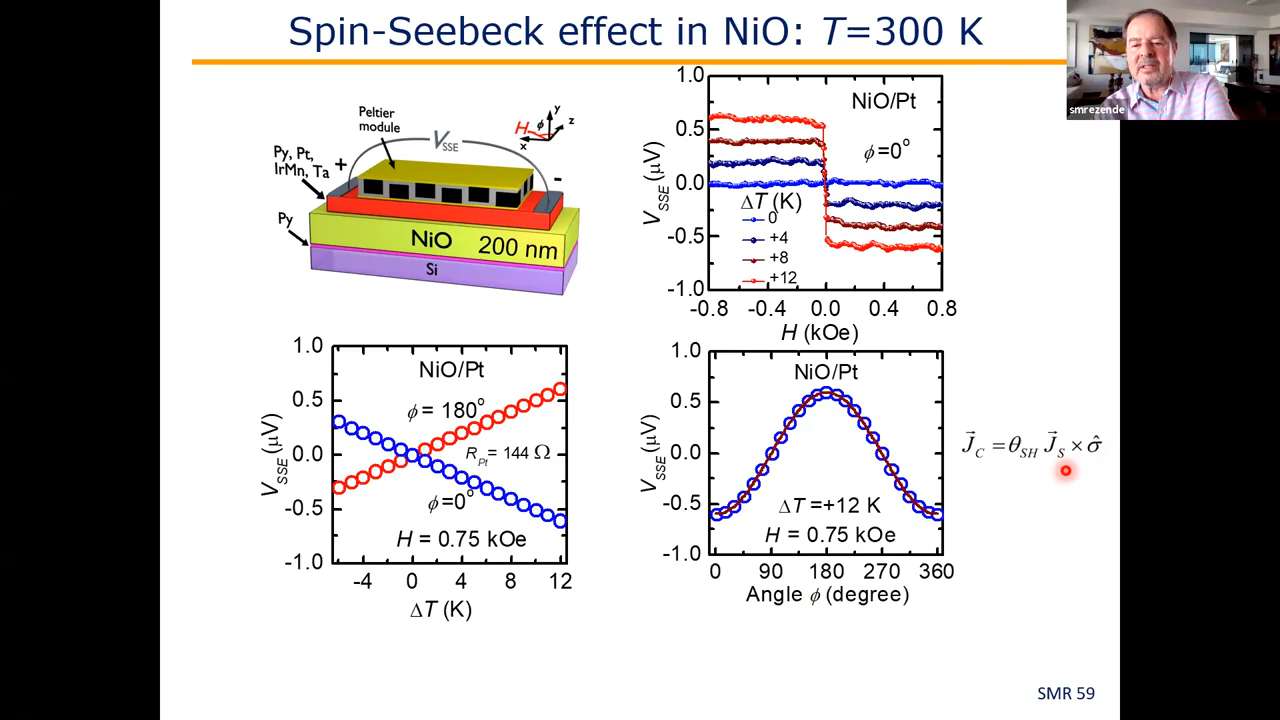 Spin-Seebeck effect in NiO: T=300 K
smrezende
Peltier
module
V_SSE
H
ϕ
y
z
x
Py, Pt,
IrMn, Ta
+
-
Py
NiO 200 nm
Si
1.0
0.5
0.0
-0.5
-1.0
V_SSE (μV)
NiO/Pt
ϕ=0°
ΔT (K)
0
+4
+8
+12
-0.8 -0.4 0.0 0.4 0.8
H (kOe)
1.0
0.5
0.0
-0.5
-1.0
V_SSE (μV)
NiO/Pt
ϕ = 180°
R_Pt = 144 Ω
ϕ=0°
H = 0.75 kOe
-4 0 4 8 12
ΔT (K)
1.0
0.5
0.0
-0.5
-1.0
V_SSE (μV)
NiO/Pt
ΔT =+12 K
H = 0.75 kOe
0 90 180 270 360
Angle ϕ (degree)
J⃗_C = θ_SH J⃗_S × σ̂
SMR 59